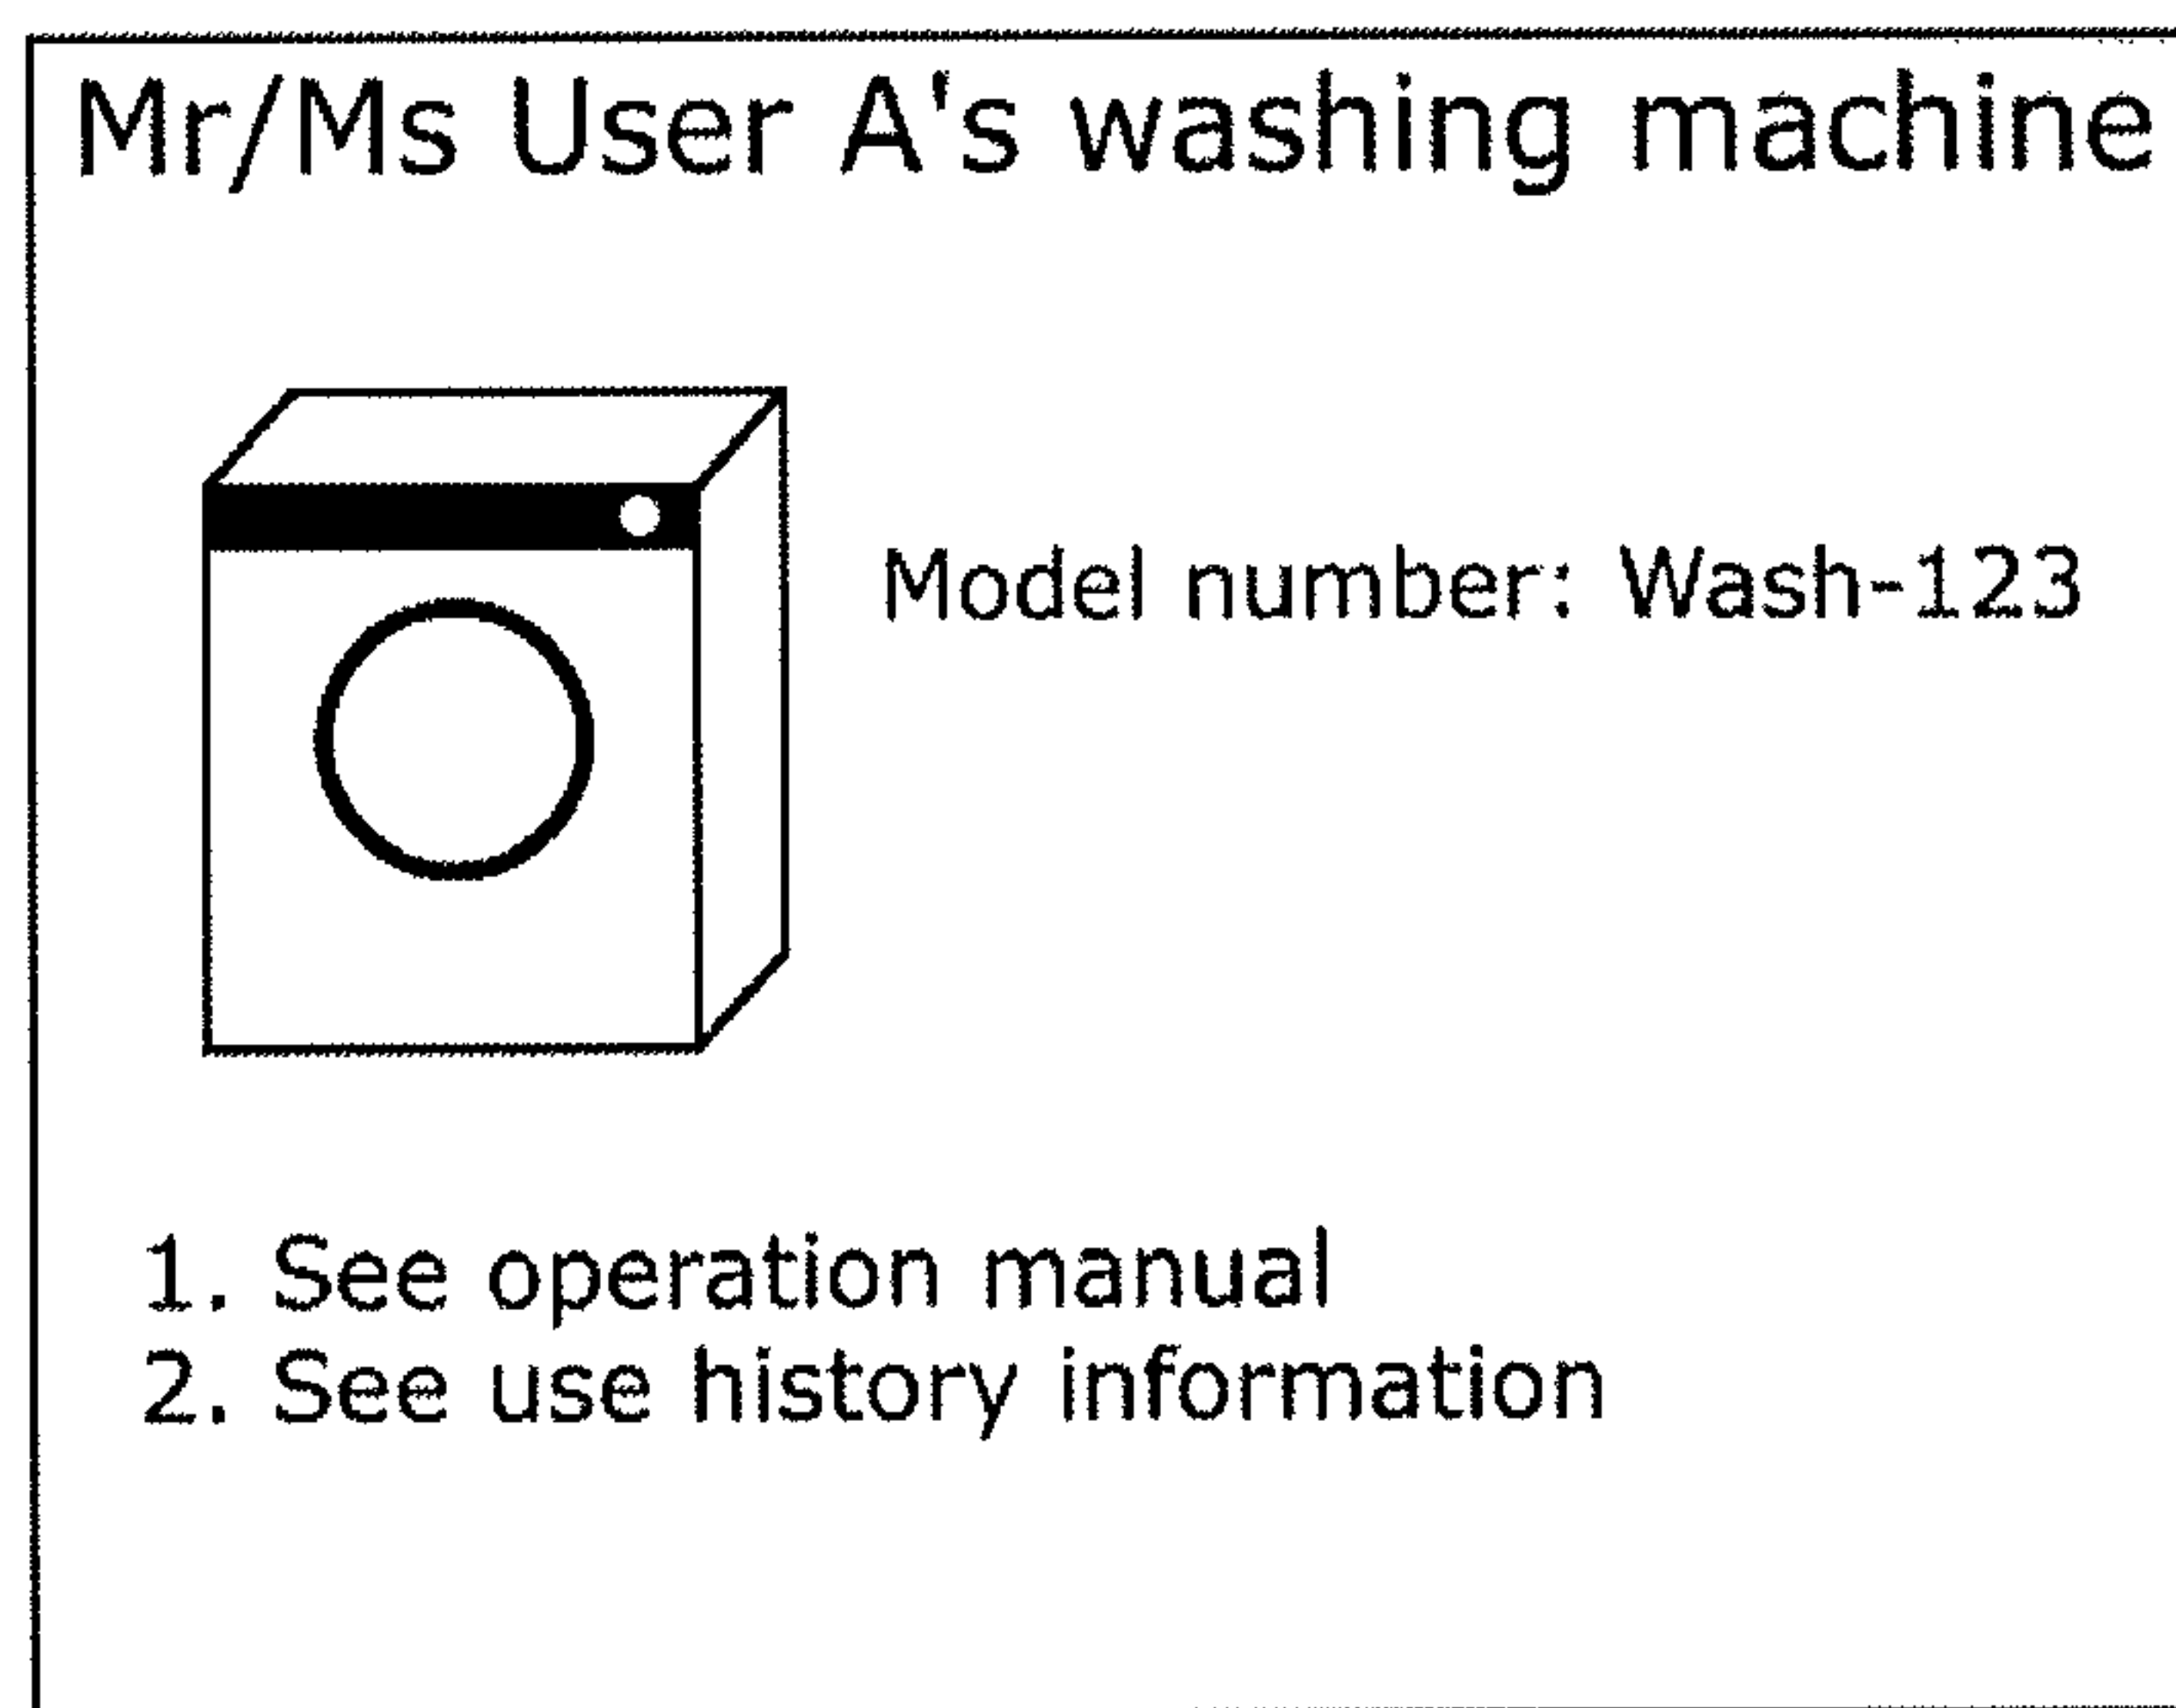 Mr/Ms User A's washing machine
Model number: Wash-123
1. See operation manual
2. See use history information